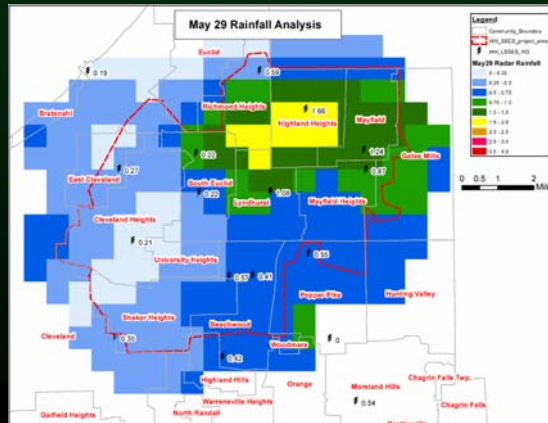 May 29 Rainfall Analysis
Legend
Community_Boundary
May29 Radar Rainfall
0 - 0.25
0.25 - 0.5
0.5 - 0.75
0.75 - 1.0
1.0 - 1.5
1.5 - 2.0
2.0 - 2.5
2.5 - 3.0
3.0 - 4.0
0 0.5 1 2
Euclid
0.19
0.59
Bratenahl
Richmond Heights
1.66
Highland Heights
Mayfield
0.22
1.24
Gates Mills
0.27
0.87
East Cleveland
South Euclid
0.22
1.09
Lyndhurst
Mayfield Heights
Cleveland Heights
0.21
University Heights
0.55
0.57
0.41
Pepper Pike
Hunting Valley
Shaker Heights
Beachwood
Cleveland
0.35
Woodmere
0
0.42
Highland Hills
Orange
Moreland Hills
Chagrin Falls Twp.
Warrensville Heights
0.54
Chagrin Falls
Garfield Heights
North Randall